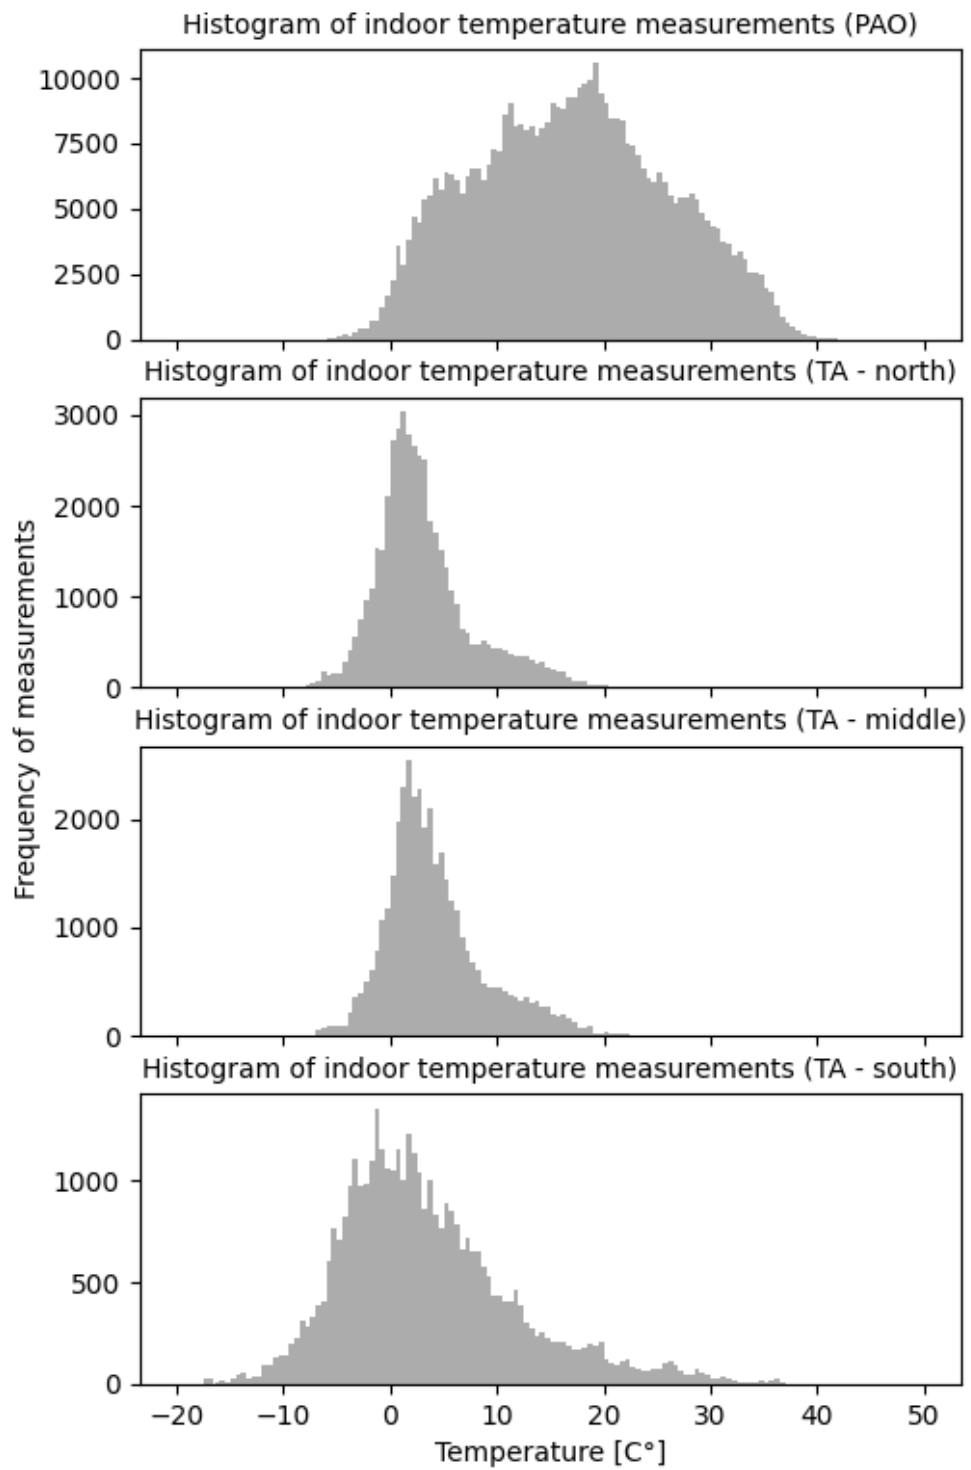 Histogram of indoor temperature measurements (PAO)
10000
7500
5000
2500
0
Histogram of indoor temperature measurements (TA - north)
3000
2000
1000
0
Histogram of indoor temperature measurements (TA - middle)
2000
1000
0
Histogram of indoor temperature measurements (TA - south)
1000
500
0
−20 −10 0 10 20 30 40 50
Temperature [C°]
Frequency of measurements